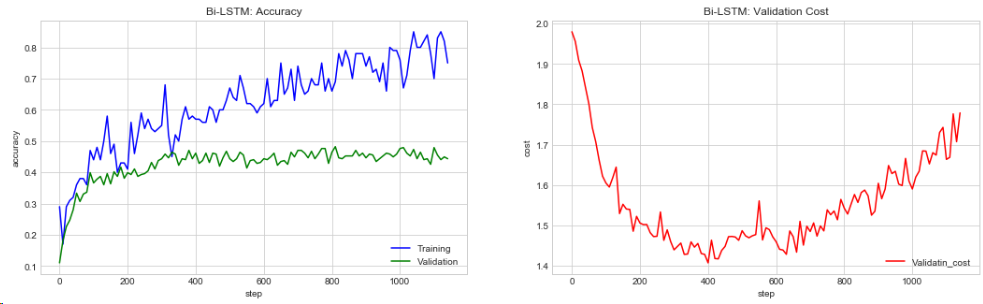 Bi-LSTM: Accuracy
0.8
0.7
0.6
0.5
0.4
0.3
0.2
0.1
accuracy
0 200 400 600 800 1000
step
Training
Validation
Bi-LSTM: Validation Cost
2.0
1.9
1.8
1.7
1.6
1.5
1.4
cost
0 200 400 600 800 1000
step
Validatin_cost